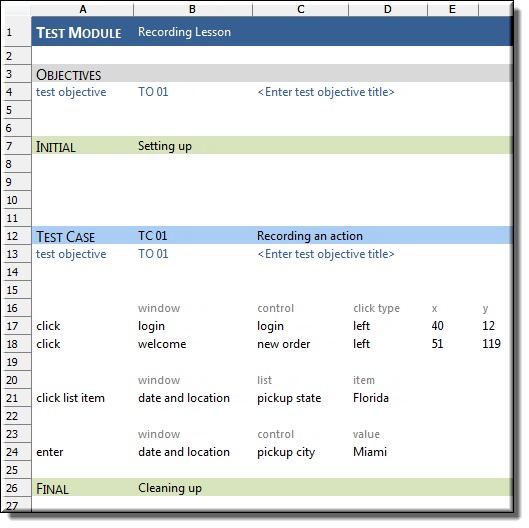 A B C D E
1 TEST MODULE Recording Lesson
2
3 OBJECTIVES
4 test objective TO 01 <Enter test objective title>
5
6
7 INITIAL Setting up
8
9
10
11
12 TEST CASE TC 01 Recording an action
13 test objective TO 01 <Enter test objective title>
14
15
16 window control click type x y
17 click login login left 40 12
18 click welcome new order left 51 119
19
20 window list item
21 click list item date and location pickup state Florida
22
23 window control value
24 enter date and location pickup city Miami
25
26 FINAL Cleaning up
27